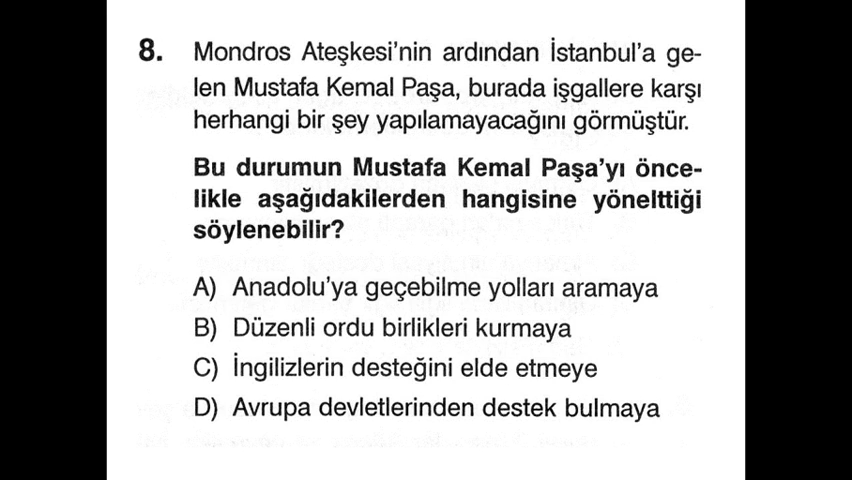 8. Mondros Ateşkesi'nin ardından İstanbul'a ge-
len Mustafa Kemal Paşa, burada işgallere karşı
herhangi bir şey yapılamayacağını görmüştür.
Bu durumun Mustafa Kemal Paşa'yı önce-
likle aşağıdakilerden hangisine yönelttiği
söylenebilir?
A) Anadolu'ya geçebilme yolları aramaya
B) Düzenli ordu birlikleri kurmaya
C) İngilizlerin desteğini elde etmeye
D) Avrupa devletlerinden destek bulmaya